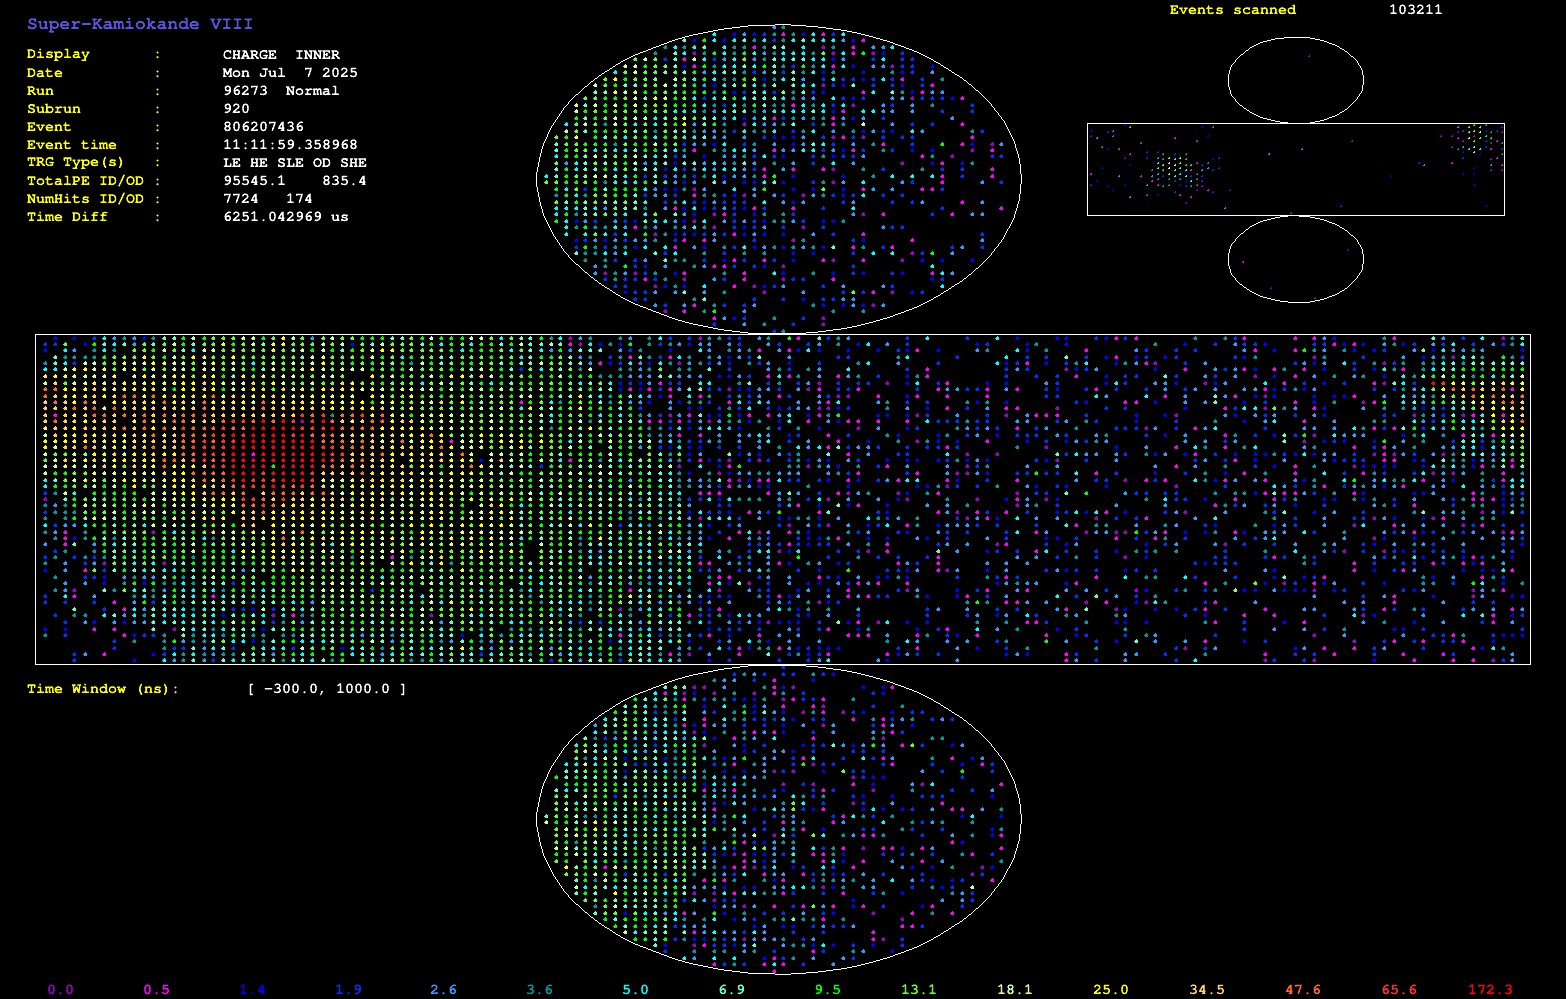 Super-Kamiokande VIII
Events scanned 103211
Display : CHARGE INNER
Date : Mon Jul 7 2025
Run : 96273 Normal
Subrun : 920
Event : 806207436
Event time : 11:11:59.358968
TRG Type(s) : LE HE SLE OD SHE
TotalPE ID/OD : 95545.1 835.4
NumHits ID/OD : 7724 174
Time Diff : 6251.042969 us
Time Window (ns): [ -300.0, 1000.0 ]
0.0 0.5 1.4 1.9 2.6 3.6 5.0 6.9 9.5 13.1 18.1 25.0 34.5 47.6 65.6 172.3